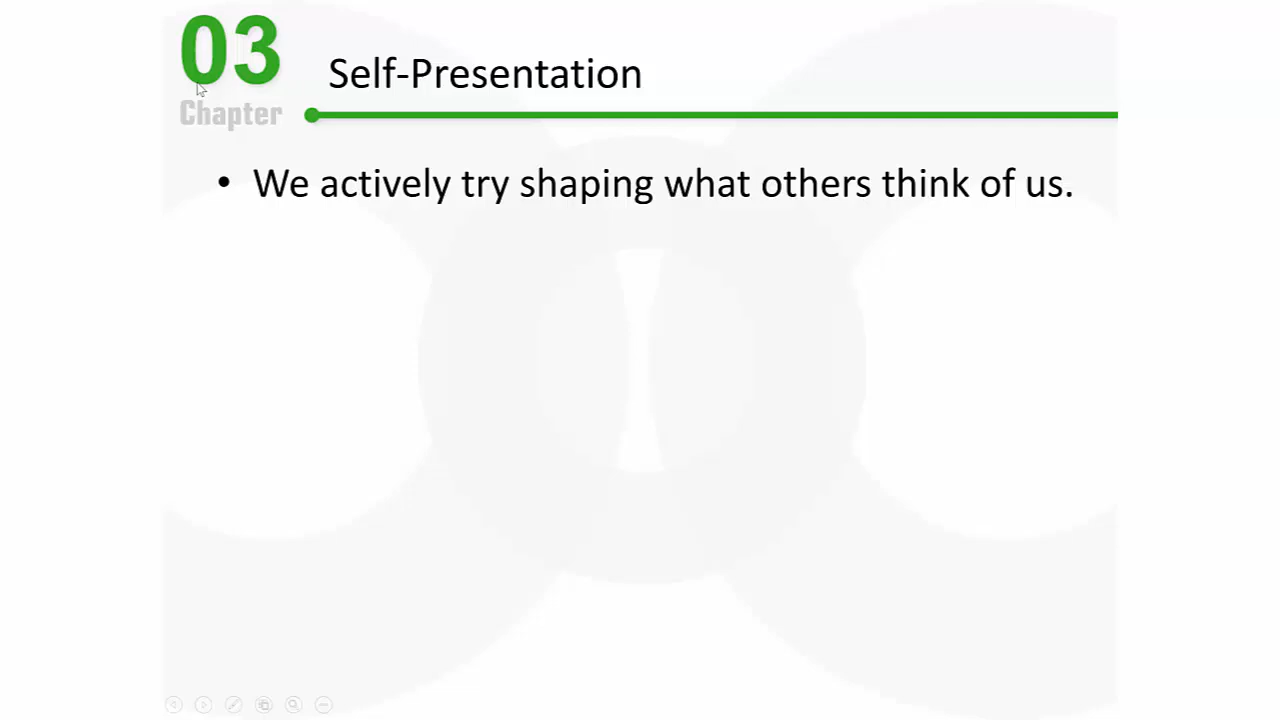 03
Chapter
Self-Presentation
• We actively try shaping what others think of us.